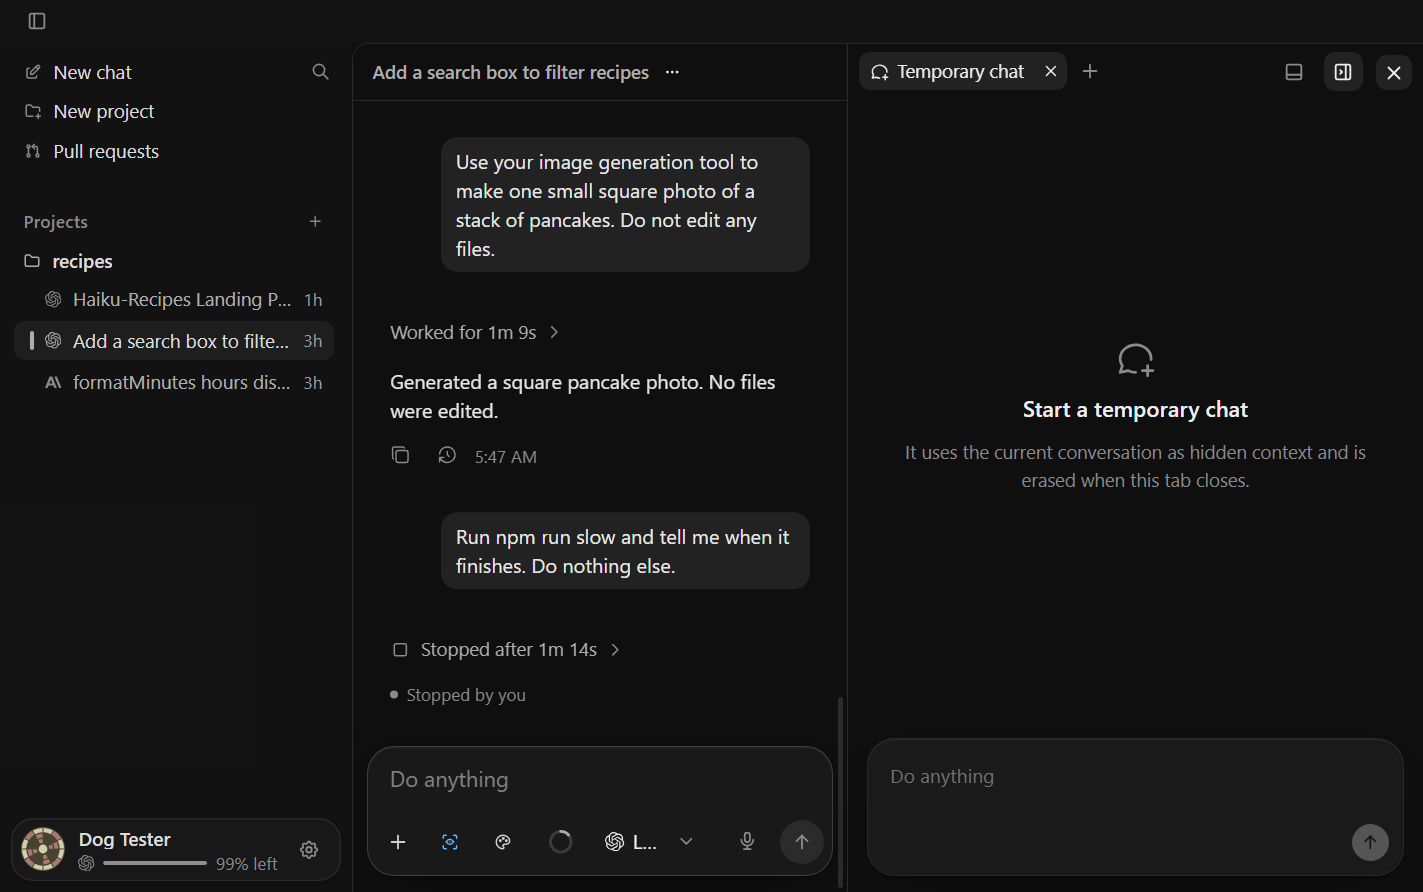 New chat
New project
Pull requests
Projects
recipes
Haiku-Recipes Landing P... 1h
Add a search box to filte... 3h
formatMinutes hours dis... 3h
Dog Tester
99% left
Add a search box to filter recipes
Use your image generation tool to
make one small square photo of a
stack of pancakes. Do not edit any
files.
Worked for 1m 9s
Generated a square pancake photo. No files
were edited.
5:47 AM
Run npm run slow and tell me when it
finishes. Do nothing else.
Stopped after 1m 14s
Stopped by you
Do anything
L...
Temporary chat
Start a temporary chat
It uses the current conversation as hidden context and is
erased when this tab closes.
Do anything